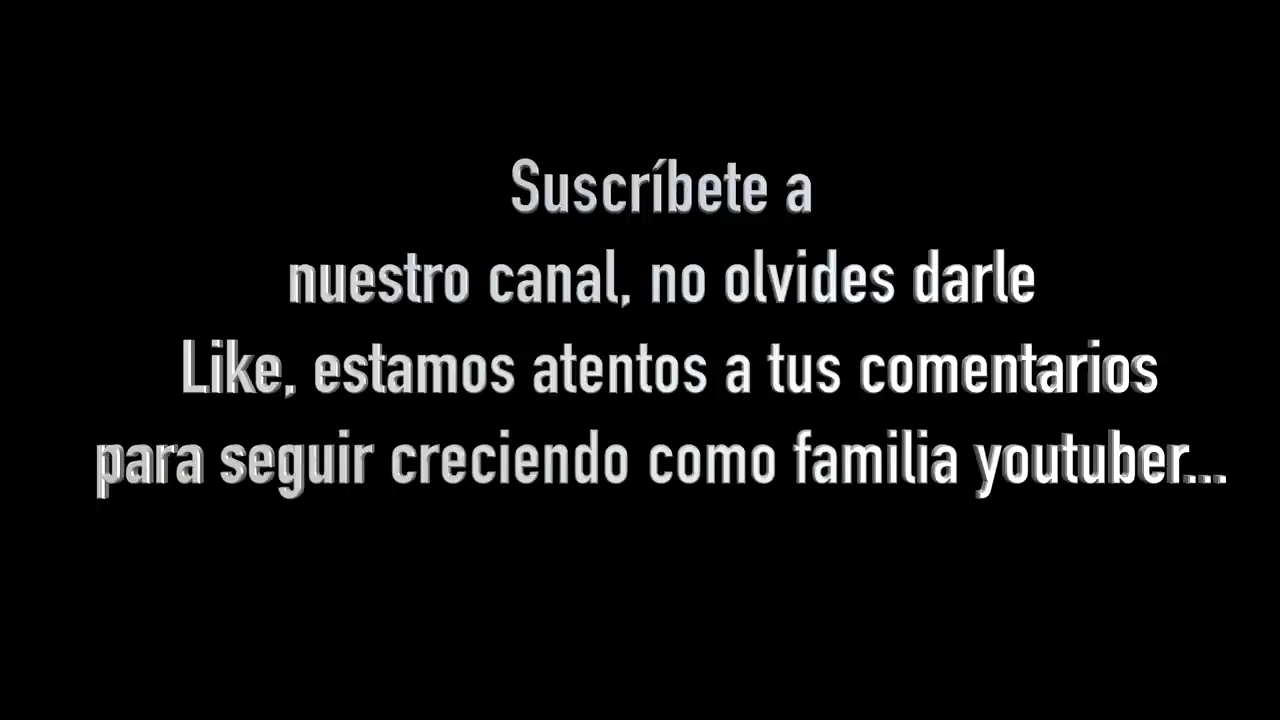 Suscríbete a
nuestro canal, no olvides darle
Like, estamos atentos a tus comentarios
para seguir creciendo como familia youtuber...